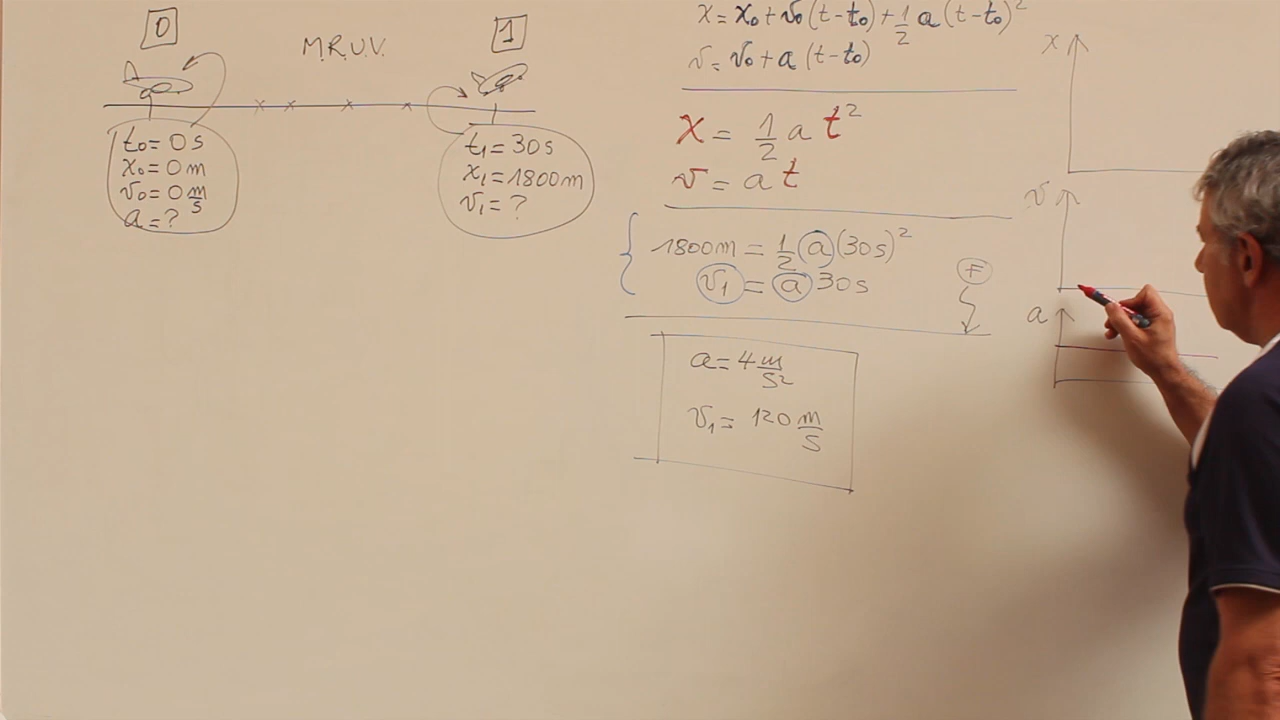 0
t₀ = 0 s
x₀ = 0 m
v₀ = 0 m/s
a = ?
M.R.U.V.
1
t₁ = 30 s
x₁ = 1800 m
v₁ = ?
x = x₀ + v₀ (t - t₀) + 1/2 a (t - t₀)²
v = v₀ + a (t - t₀)
x = 1/2 a t²
v = a t
1800 m = 1/2 a (30 s)²
v₁ = a 30 s
F
a = 4 m/s²
v₁ = 120 m/s
x
v
a